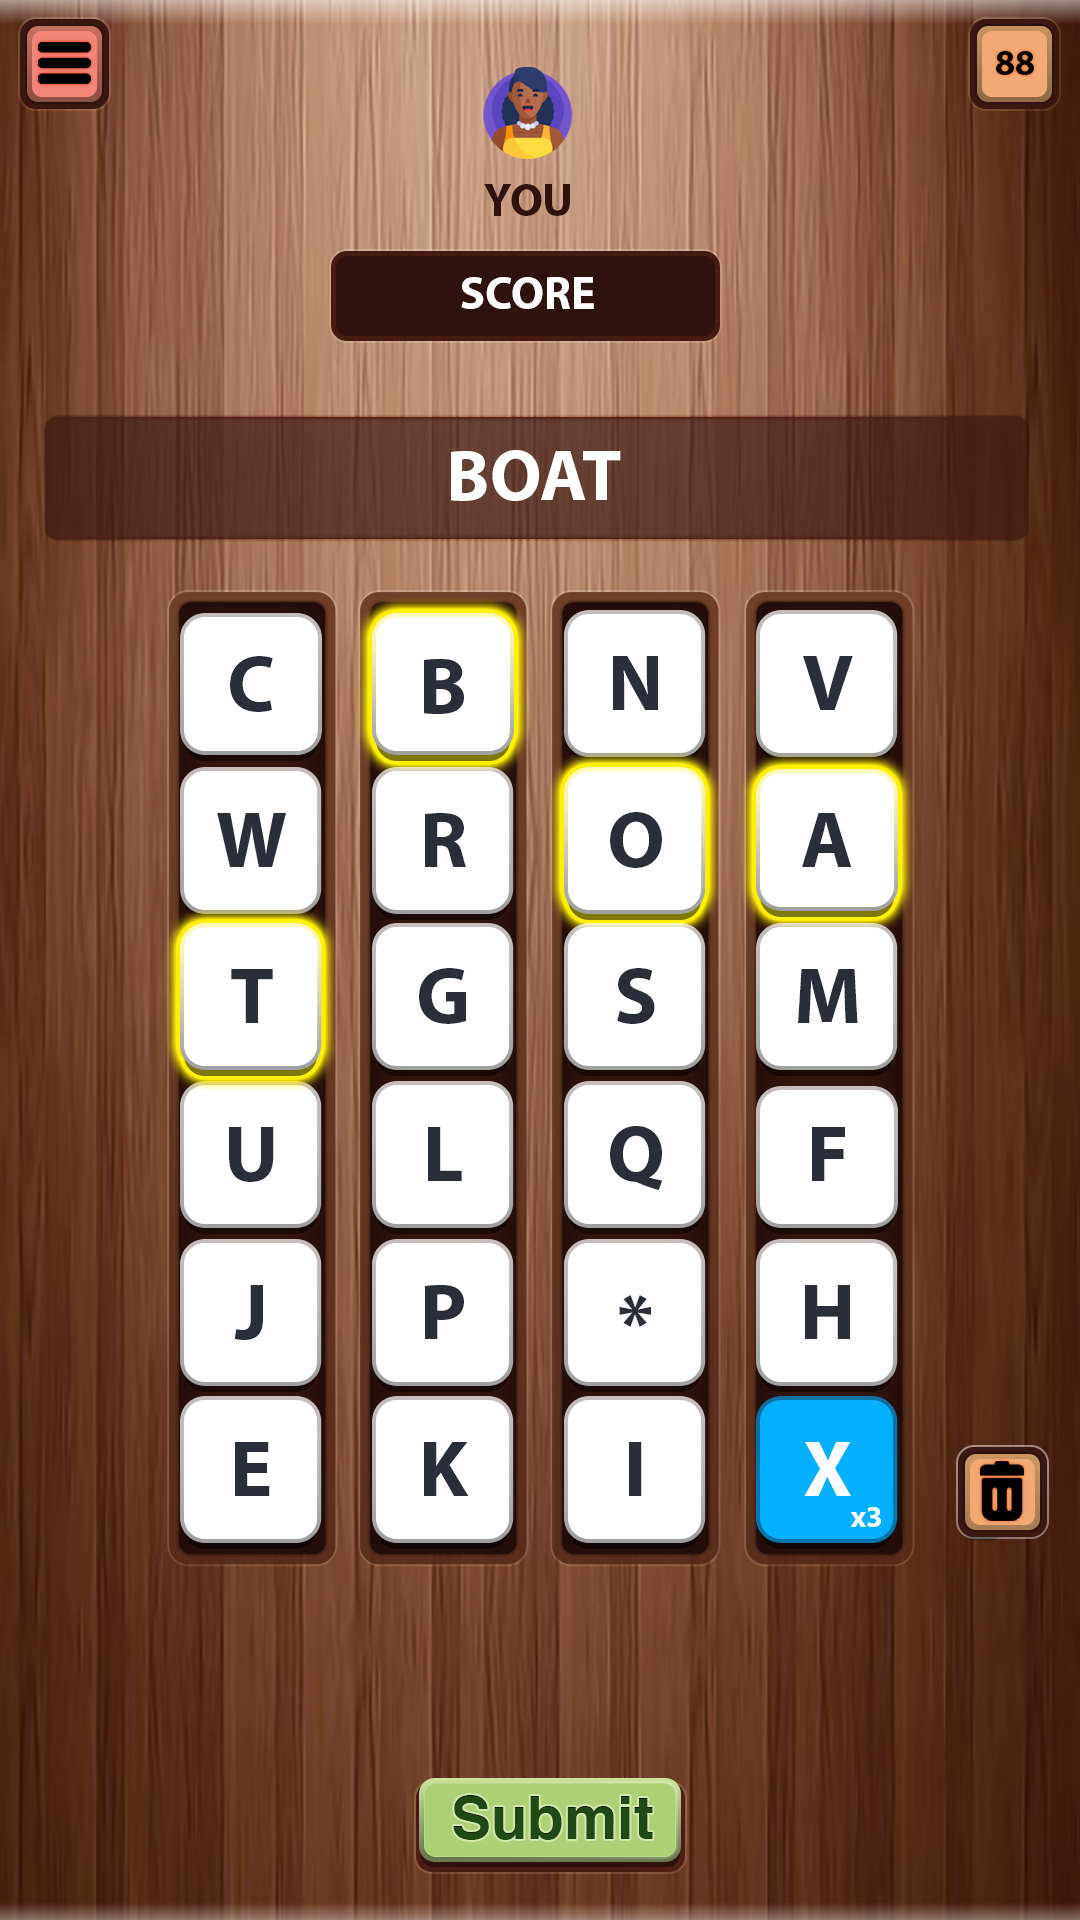 88
YOU
SCORE
BOAT
C B N V
W R O A
T G S M
U L Q F
J P * H
E K I X
x3
Submit